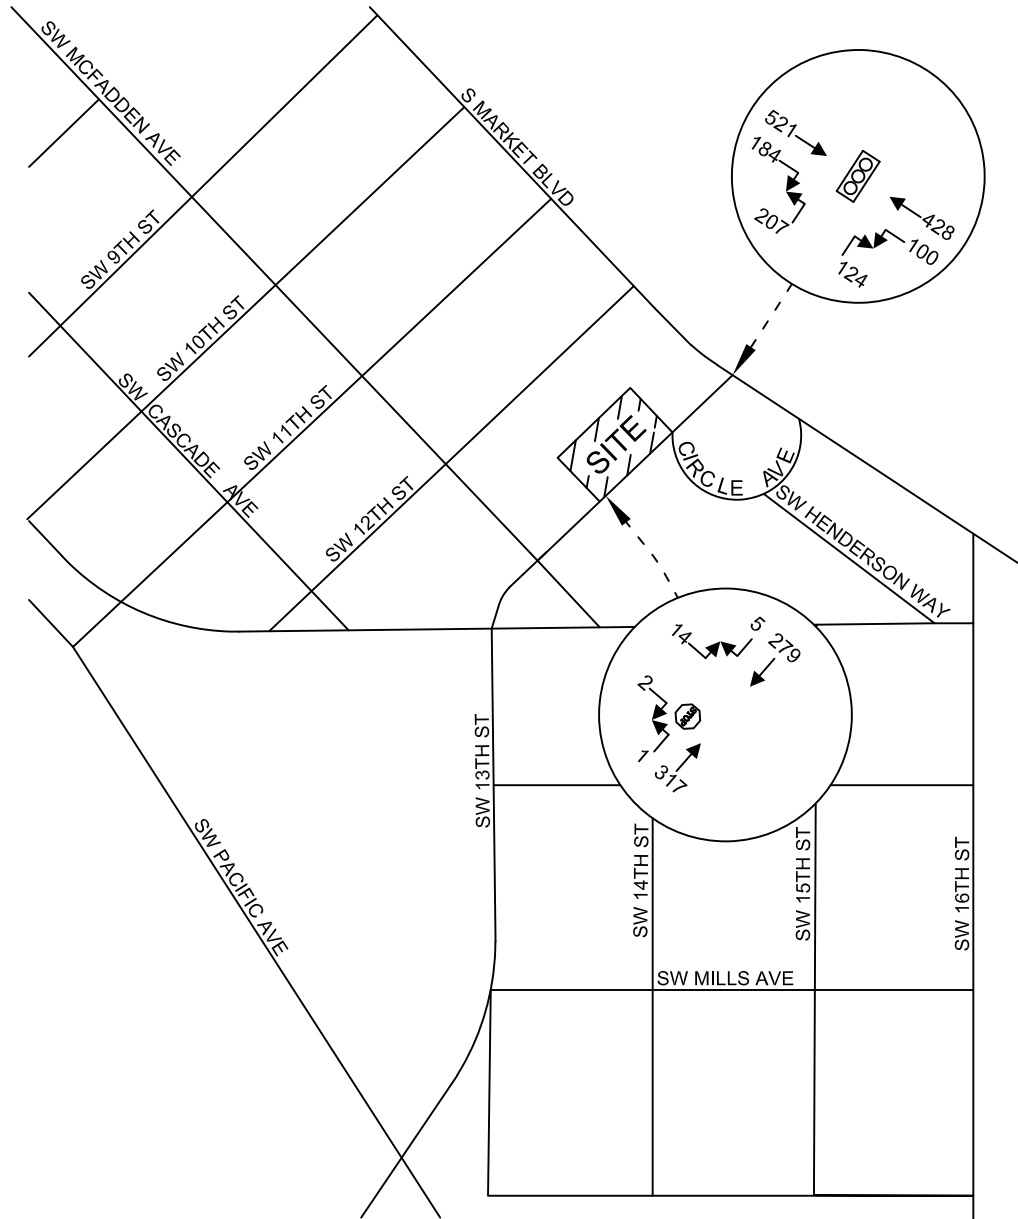 SW MCFADDEN AVE
S MARKET BLVD
521
184
207
428
100
124
SW 9TH ST
SW 10TH ST
SW CASCADE AVE
SW 11TH ST
SW 12TH ST
SITE
CIRCLE AVE
SW HENDERSON WAY
14
5
279
2
STOP
1
317
SW 13TH ST
SW PACIFIC AVE
SW 14TH ST
SW 15TH ST
SW 16TH ST
SW MILLS AVE